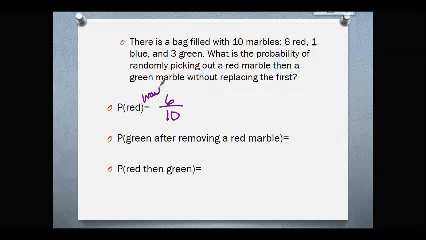 There is a bag filled with 10 marbles: 6 red, 1
blue, and 3 green. What is the probability of
randomly picking out a red marble then a
green marble without replacing the first?
P(red)= 6/10
P(green after removing a red marble)=
P(red then green)=